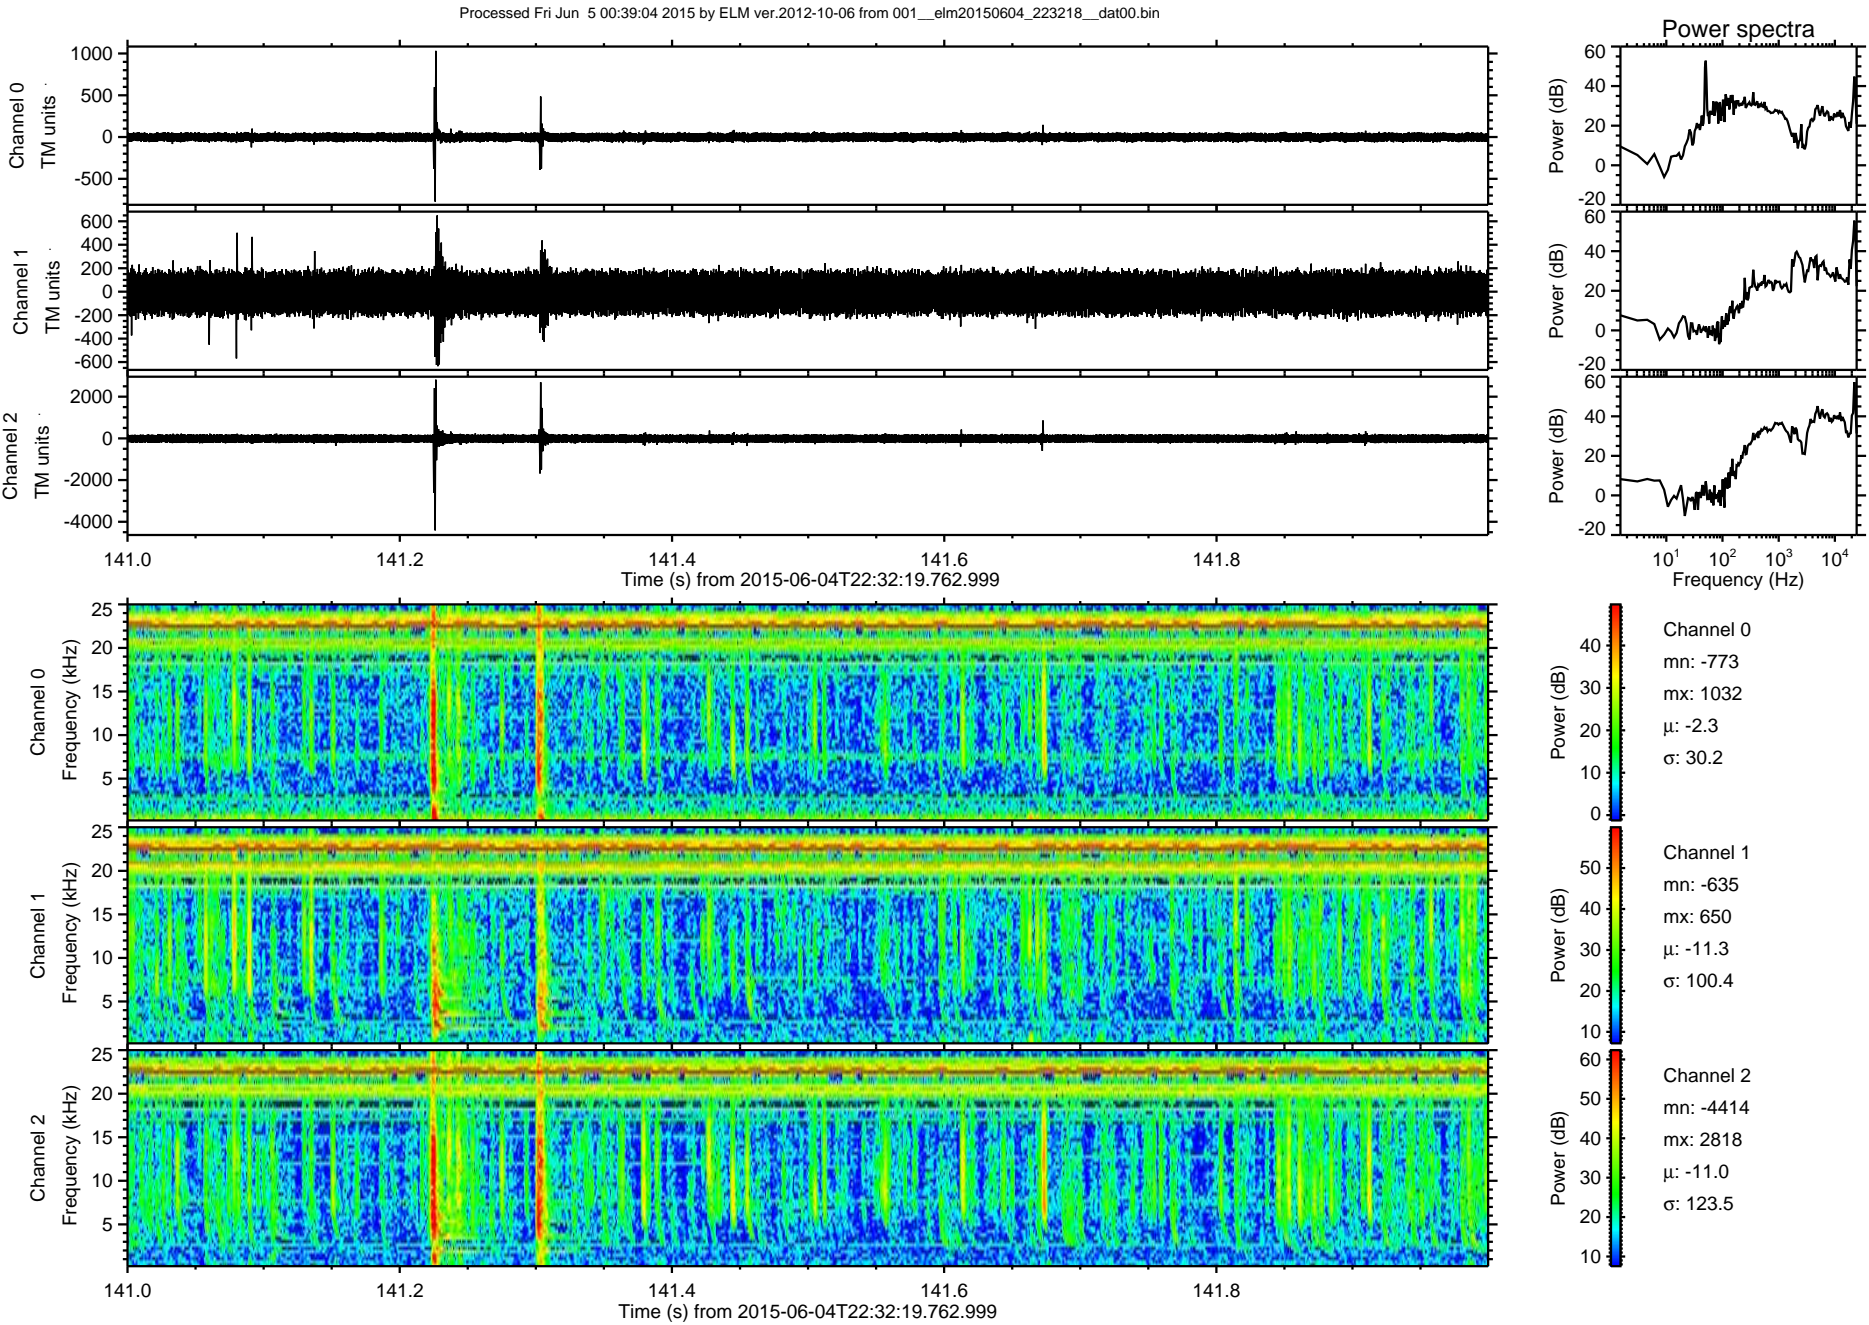 Processed Fri Jun  5 00:39:04 2015 by ELM ver.2012-10-06 from 001__elm20150604_223218__dat00.bin
Power spectra
Channel 0
TM units
1000
500
0
-500
Power (dB)
60
40
20
0
-20
Channel 1
TM units
600
400
200
0
-200
-400
-600
Power (dB)
60
40
20
0
-20
Channel 2
TM units
2000
0
-2000
-4000
Power (dB)
60
40
20
0
-20
141.0 141.2 141.4 141.6 141.8
Time (s) from 2015-06-04T22:32:19.762.999
10^1 10^2 10^3 10^4
Frequency (Hz)
Channel 0
Frequency (kHz)
25
20
15
10
5
Power (dB)
40
30
20
10
0
Channel 0
mn: -773
mx: 1032
μ: -2.3
σ: 30.2
Channel 1
Frequency (kHz)
25
20
15
10
5
Power (dB)
50
40
30
20
10
Channel 1
mn: -635
mx: 650
μ: -11.3
σ: 100.4
Channel 2
Frequency (kHz)
25
20
15
10
5
Power (dB)
60
50
40
30
20
10
Channel 2
mn: -4414
mx: 2818
μ: -11.0
σ: 123.5
141.0 141.2 141.4 141.6 141.8
Time (s) from 2015-06-04T22:32:19.762.999